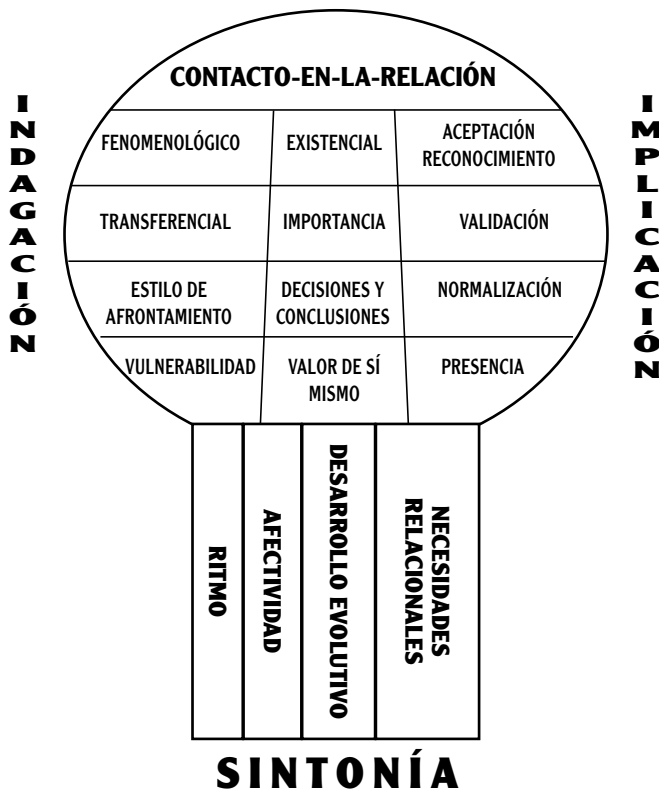 CONTACTO-EN-LA-RELACIÓN
INDAGACIÓN
IMPLICACIÓN
FENOMENOLÓGICO
EXISTENCIAL
ACEPTACIÓN
RECONOCIMIENTO
TRANSFERENCIAL
IMPORTANCIA
VALIDACIÓN
ESTILO DE
AFRONTAMIENTO
DECISIONES Y
CONCLUSIONES
NORMALIZACIÓN
VULNERABILIDAD
VALOR DE SÍ
MISMO
PRESENCIA
RITMO
AFECTIVIDAD
DESARROLLO EVOLUTIVO
NECESIDADES
RELACIONALES
SINTONÍA